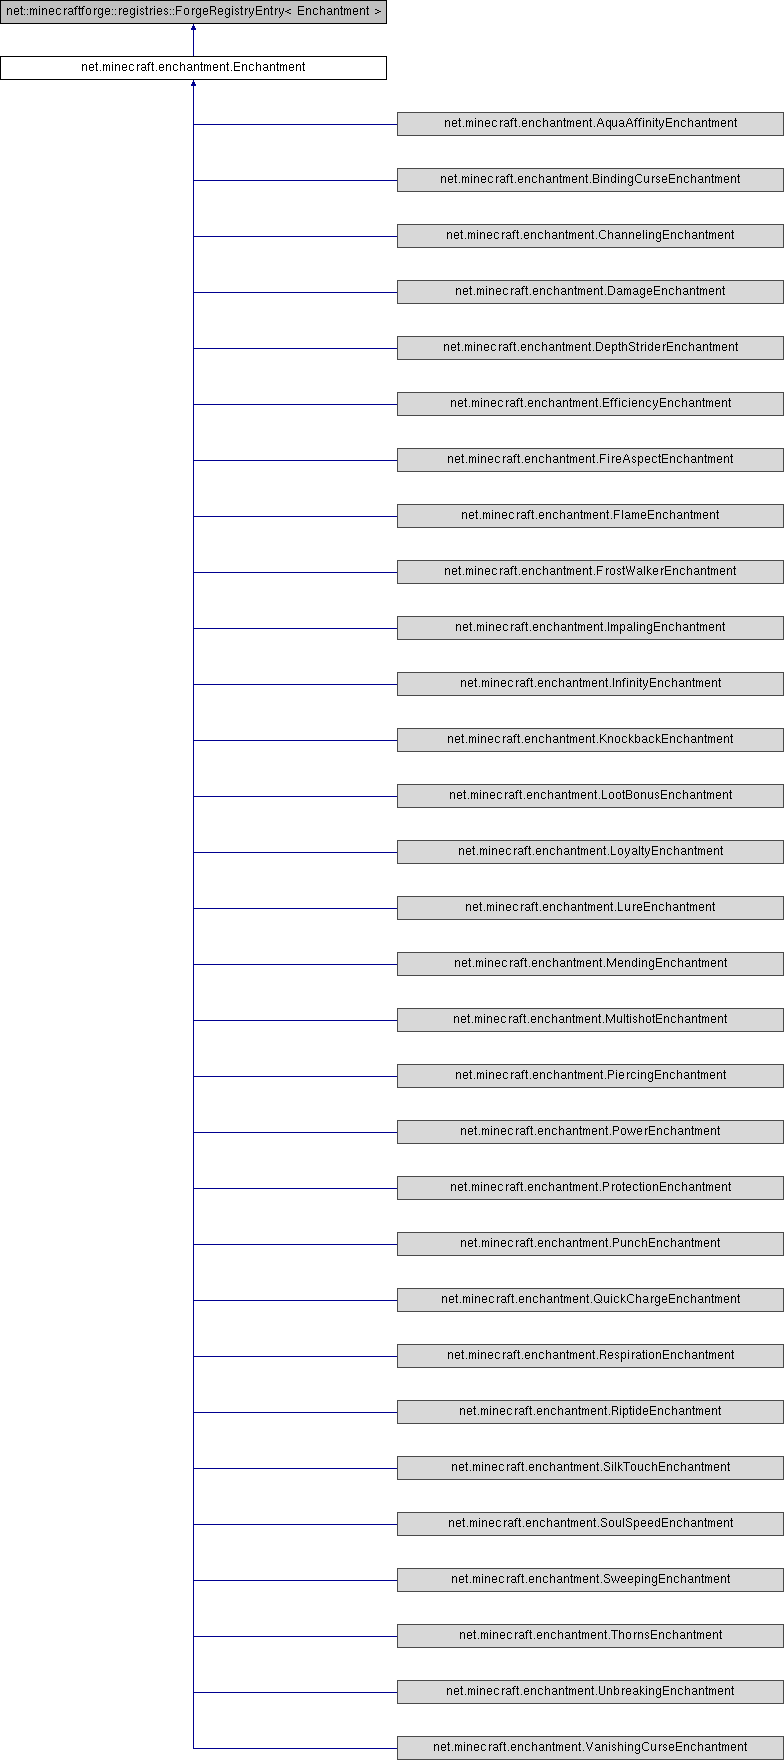 net::minecraftforge::registries::ForgeRegistryEntry< Enchantment >
net.minecraft.enchantment.Enchantment
net.minecraft.enchantment.AquaAffinityEnchantment
net.minecraft.enchantment.BindingCurseEnchantment
net.minecraft.enchantment.ChannelingEnchantment
net.minecraft.enchantment.DamageEnchantment
net.minecraft.enchantment.DepthStriderEnchantment
net.minecraft.enchantment.EfficiencyEnchantment
net.minecraft.enchantment.FireAspectEnchantment
net.minecraft.enchantment.FlameEnchantment
net.minecraft.enchantment.FrostWalkerEnchantment
net.minecraft.enchantment.ImpalingEnchantment
net.minecraft.enchantment.InfinityEnchantment
net.minecraft.enchantment.KnockbackEnchantment
net.minecraft.enchantment.LootBonusEnchantment
net.minecraft.enchantment.LoyaltyEnchantment
net.minecraft.enchantment.LureEnchantment
net.minecraft.enchantment.MendingEnchantment
net.minecraft.enchantment.MultishotEnchantment
net.minecraft.enchantment.PiercingEnchantment
net.minecraft.enchantment.PowerEnchantment
net.minecraft.enchantment.ProtectionEnchantment
net.minecraft.enchantment.PunchEnchantment
net.minecraft.enchantment.QuickChargeEnchantment
net.minecraft.enchantment.RespirationEnchantment
net.minecraft.enchantment.RiptideEnchantment
net.minecraft.enchantment.SilkTouchEnchantment
net.minecraft.enchantment.SoulSpeedEnchantment
net.minecraft.enchantment.SweepingEnchantment
net.minecraft.enchantment.ThornsEnchantment
net.minecraft.enchantment.UnbreakingEnchantment
net.minecraft.enchantment.VanishingCurseEnchantment